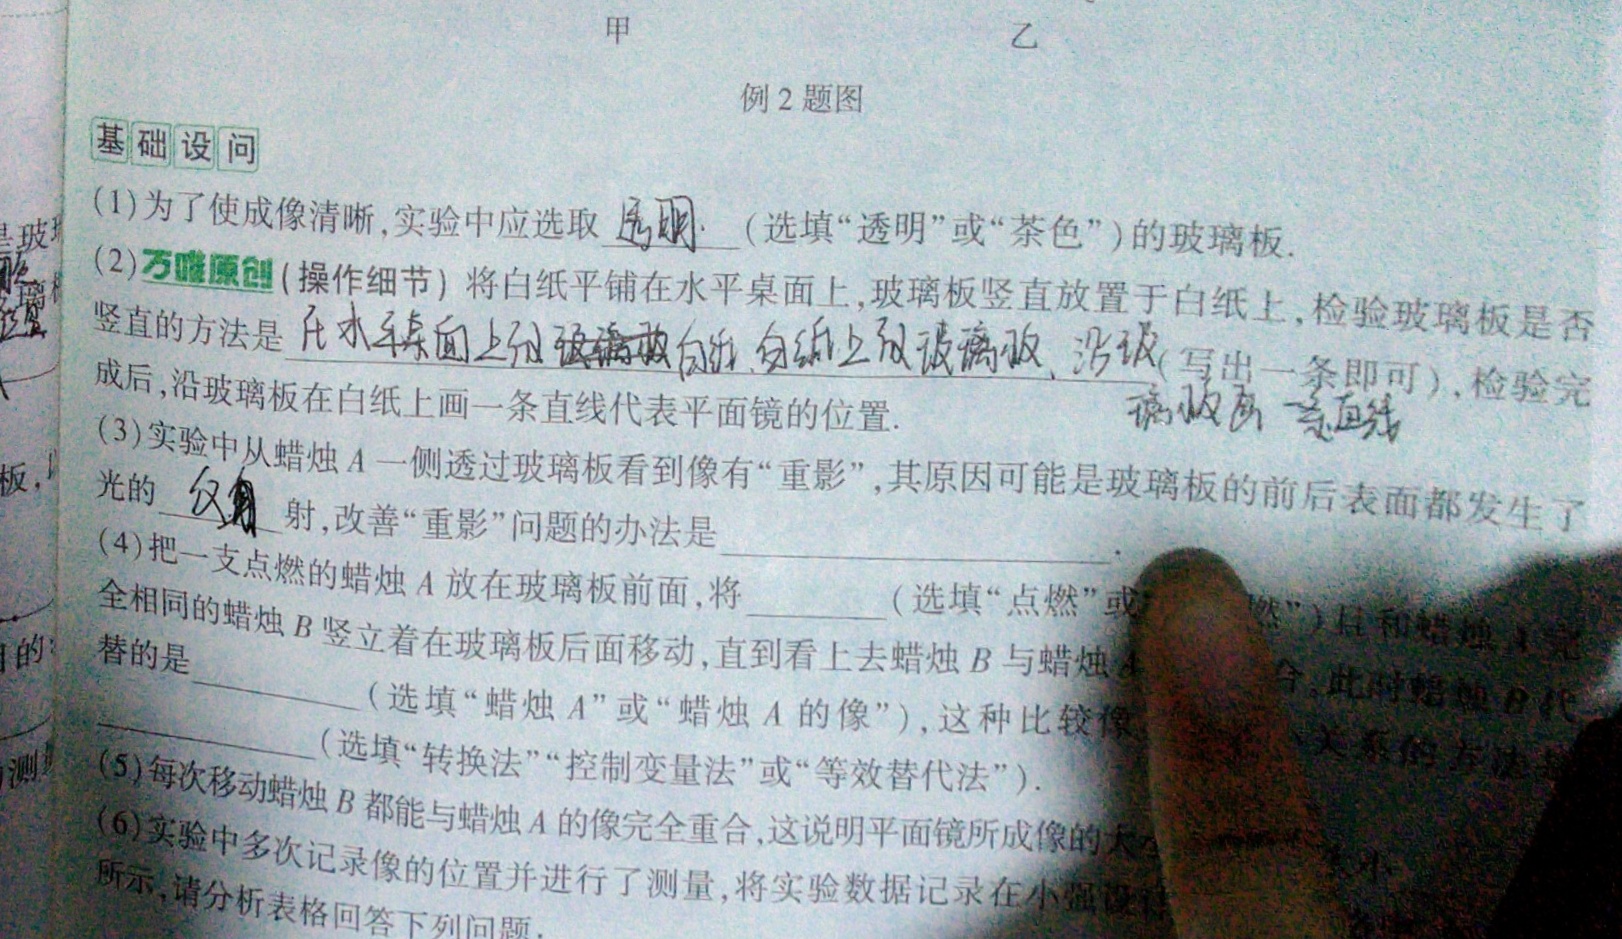 甲 乙
例2题图
基础设问
(1)为了使成像清晰,实验中应选取 透明 (选填“透明”或“茶色”)的玻璃板.
(2)万唯原创(操作细节)将白纸平铺在水平桌面上,玻璃板竖直放置于白纸上,检验玻璃板是否
竖直的方法是 在水平桌面上放 白纸,白纸上放玻璃板、沿玻(写出一条即可),检验完
璃板画一条直线
成后,沿玻璃板在白纸上画一条直线代表平面镜的位置.
(3)实验中从蜡烛A一侧透过玻璃板看到像有“重影”,其原因可能是玻璃板的前后表面都发生了
光的 射,改善“重影”问题的办法是 .
(4)把一支点燃的蜡烛A放在玻璃板前面,将 (选填“点燃”或 燃”)且和蜡烛A完
全相同的蜡烛B竖立着在玻璃板后面移动,直到看上去蜡烛B与蜡烛 合,此时蜡烛B代
替的是 (选填“蜡烛A”或“蜡烛A的像”),这种比较像 关系的方法是
(选填“转换法”“控制变量法”或“等效替代法”).
(5)每次移动蜡烛B都能与蜡烛A的像完全重合,这说明平面镜所成像的大
(6)实验中多次记录像的位置并进行了测量,将实验数据记录在小强设
所示,请分析表格回答下列问题.
是玻璃
板,
的
测